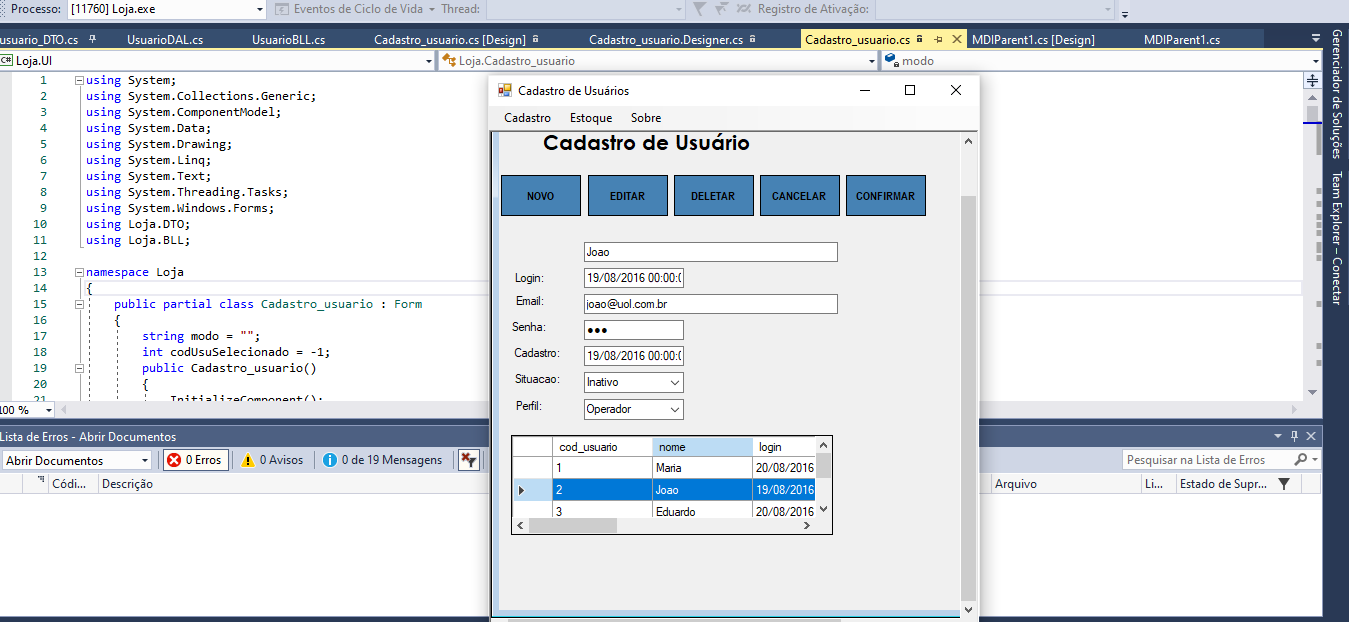 Processo: [11760] Loja.exe Eventos de Ciclo de Vida Thread: Registro de Ativação:
usuario_DTO.cs UsuarioDAL.cs UsuarioBLL.cs Cadastro_usuario.cs [Design] Cadastro_usuario.Designer.cs Cadastro_usuario.cs MDIParent1.cs [Design] MDIParent1.cs
C# Loja.UI Loja.Cadastro_usuario modo
1 using System;
2 using System.Collections.Generic;
3 using System.ComponentModel;
4 using System.Data;
5 using System.Drawing;
6 using System.Linq;
7 using System.Text;
8 using System.Threading.Tasks;
9 using System.Windows.Forms;
10 using Loja.DTO;
11 using Loja.BLL;
12
13 namespace Loja
14 {
15 public partial class Cadastro_usuario : Form
16 {
17 string modo = "";
18 int codUsuSelecionado = -1;
19 public Cadastro_usuario()
20 {
21 InitializeComponent();
100 %
Cadastro de Usuários
Cadastro Estoque Sobre
Cadastro de Usuário
NOVO EDITAR DELETAR CANCELAR CONFIRMAR
Joao
Login: 19/08/2016 00:00:0
Email: joao@uol.com.br
Senha: ●●●
Cadastro: 19/08/2016 00:00:0
Situacao: Inativo
Perfil: Operador
cod_usuario nome login
1 Maria 20/08/2016
2 Joao 19/08/2016
3 Eduardo 20/08/2016
Lista de Erros - Abrir Documentos
Abrir Documentos 0 Erros 0 Avisos 0 de 19 Mensagens Pesquisar na Lista de Erros
Códi... Descrição Arquivo Li... Estado de Supr...
Gerenciador de Soluções
Team Explorer – Conectar